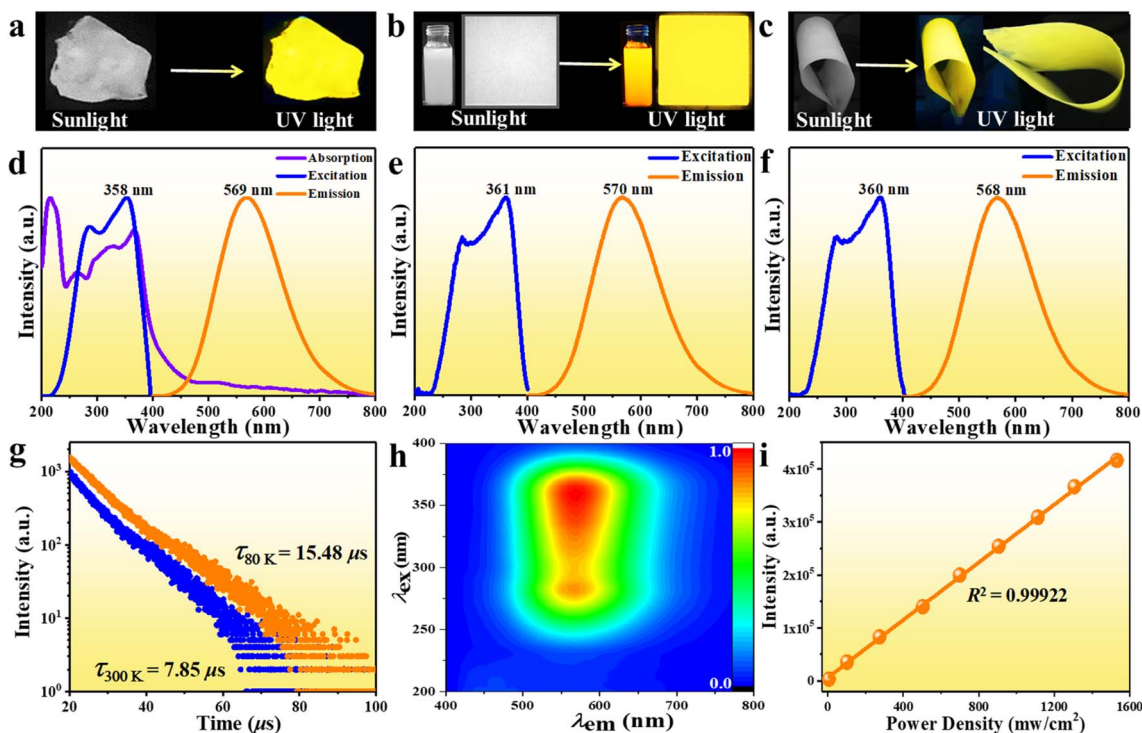 a
Sunlight
UV light
b
Sunlight
UV light
c
Sunlight
UV light
d
Absorption
Excitation
Emission
358 nm
569 nm
Intensity (a.u.)
200 300 400 500 600 700 800
Wavelength (nm)
e
Excitation
Emission
361 nm
570 nm
Intensity (a.u.)
200 300 400 500 600 700 800
Wavelength (nm)
f
Excitation
Emission
360 nm
568 nm
Intensity (a.u.)
200 300 400 500 600 700 800
Wavelength (nm)
g
10³
10²
10¹
10⁰
Intensity (a.u.)
τ80 K = 15.48 μs
τ300 K = 7.85 μs
20 40 60 80 100
Time (μs)
h
400
350
300
250
200
λex (nm)
1.0
0.0
400 500 600 700 800
λem (nm)
i
4x10⁵
3x10⁵
2x10⁵
1x10⁵
0
Intensity (a.u.)
R² = 0.99922
0 400 800 1200 1600
Power Density (mw/cm²)